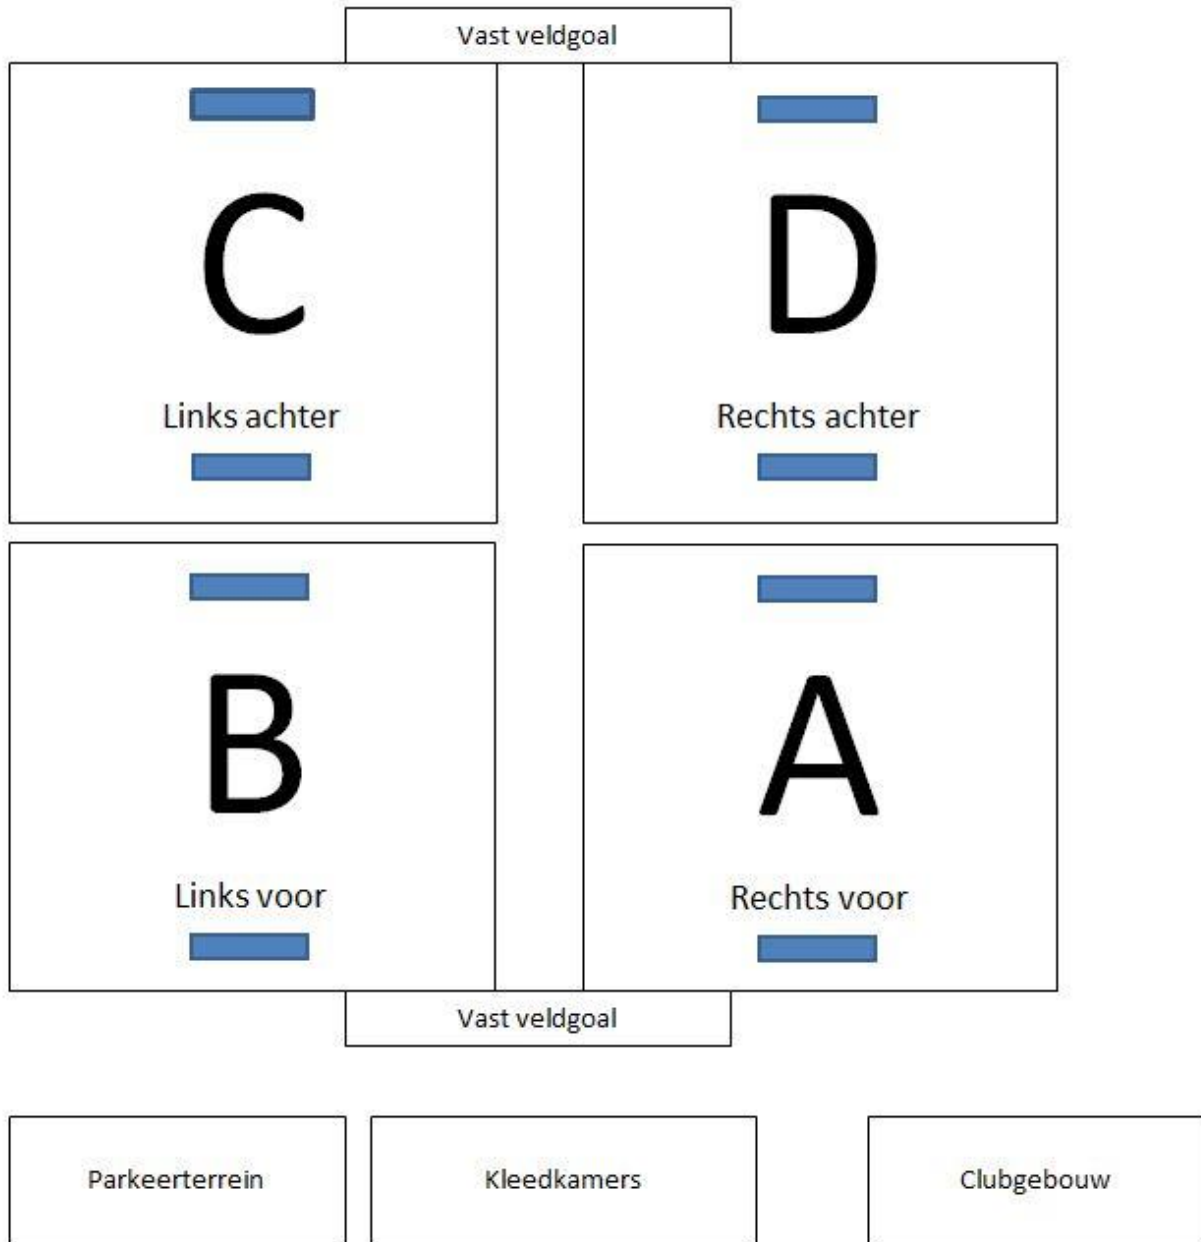 Vast veldgoal
C
D
Links achter
Rechts achter
B
A
Links voor
Rechts voor
Vast veldgoal
Parkeerterrein
Kleedkamers
Clubgebouw